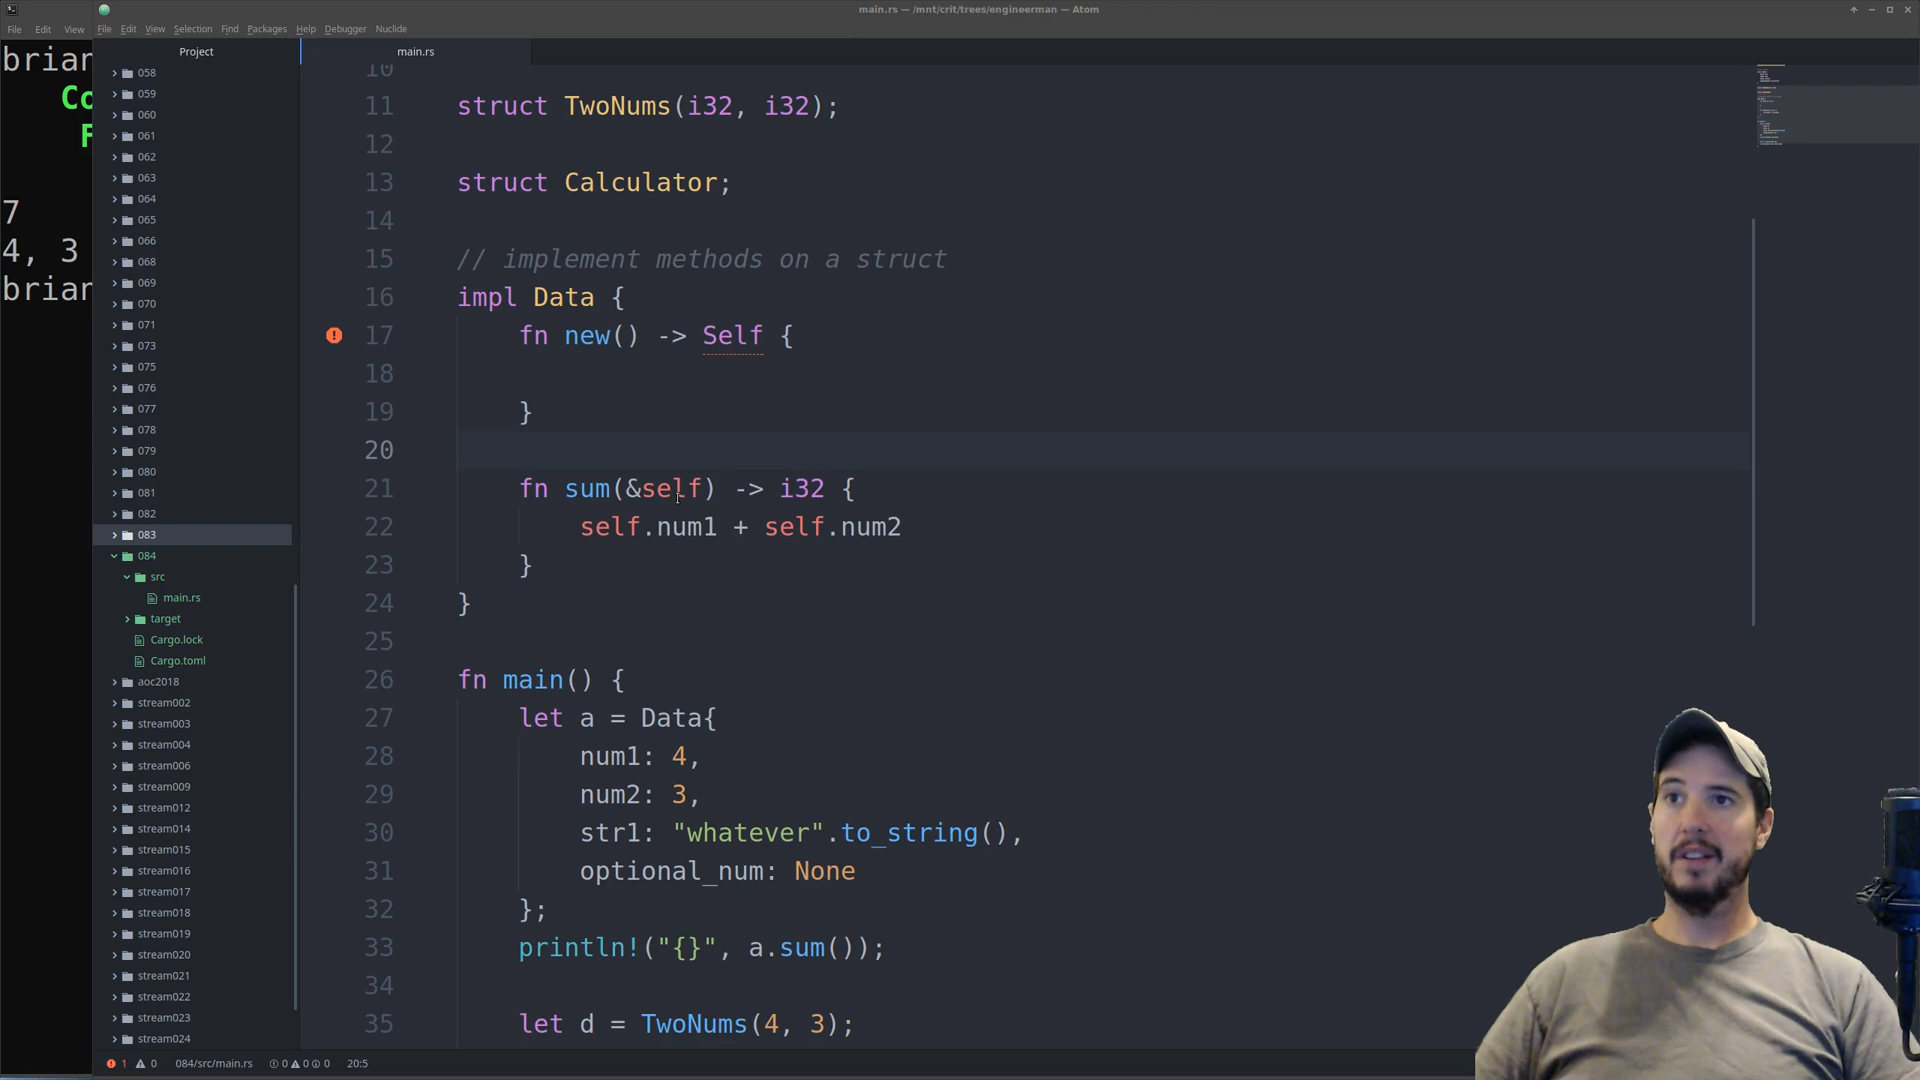 main.rs — /mnt/crit/trees/engineerman — Atom
File Edit View
File Edit View Selection Find Packages Help Debugger Nuclide
brian
Co
F
7
4, 3
brian
Project
058
059
060
061
062
063
064
065
066
068
069
070
071
073
075
076
077
078
079
080
081
082
083
084
src
main.rs
target
Cargo.lock
Cargo.toml
aoc2018
stream002
stream003
stream004
stream006
stream009
stream012
stream014
stream015
stream016
stream017
stream018
stream019
stream020
stream021
stream022
stream023
stream024
main.rs
10
11 struct TwoNums(i32, i32);
12
13 struct Calculator;
14
15 // implement methods on a struct
16 impl Data {
17 fn new() -> Self {
18
19 }
20
21 fn sum(&self) -> i32 {
22 self.num1 + self.num2
23 }
24 }
25
26 fn main() {
27 let a = Data{
28 num1: 4,
29 num2: 3,
30 str1: "whatever".to_string(),
31 optional_num: None
32 };
33 println!("{}", a.sum());
34
35 let d = TwoNums(4, 3);
1 0 084/src/main.rs 0 0 0 20:5